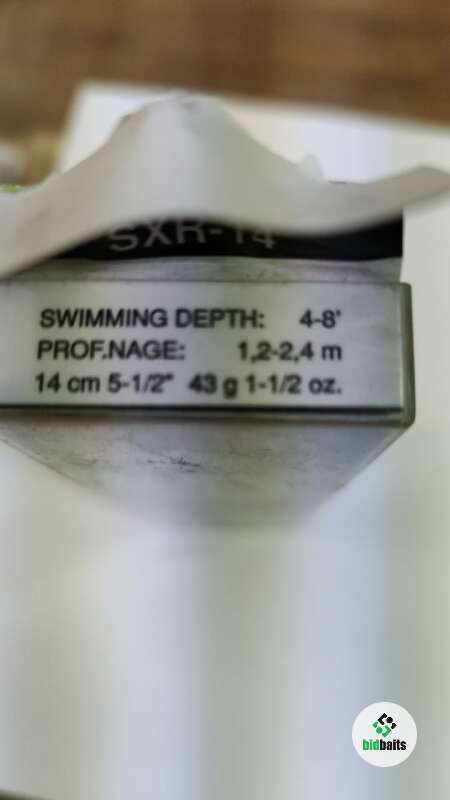 SXR-14
SWIMMING DEPTH: 4-8'
PROF.NAGE: 1,2-2,4 m
14 cm 5-1/2" 43 g 1-1/2 oz.
bidbaits